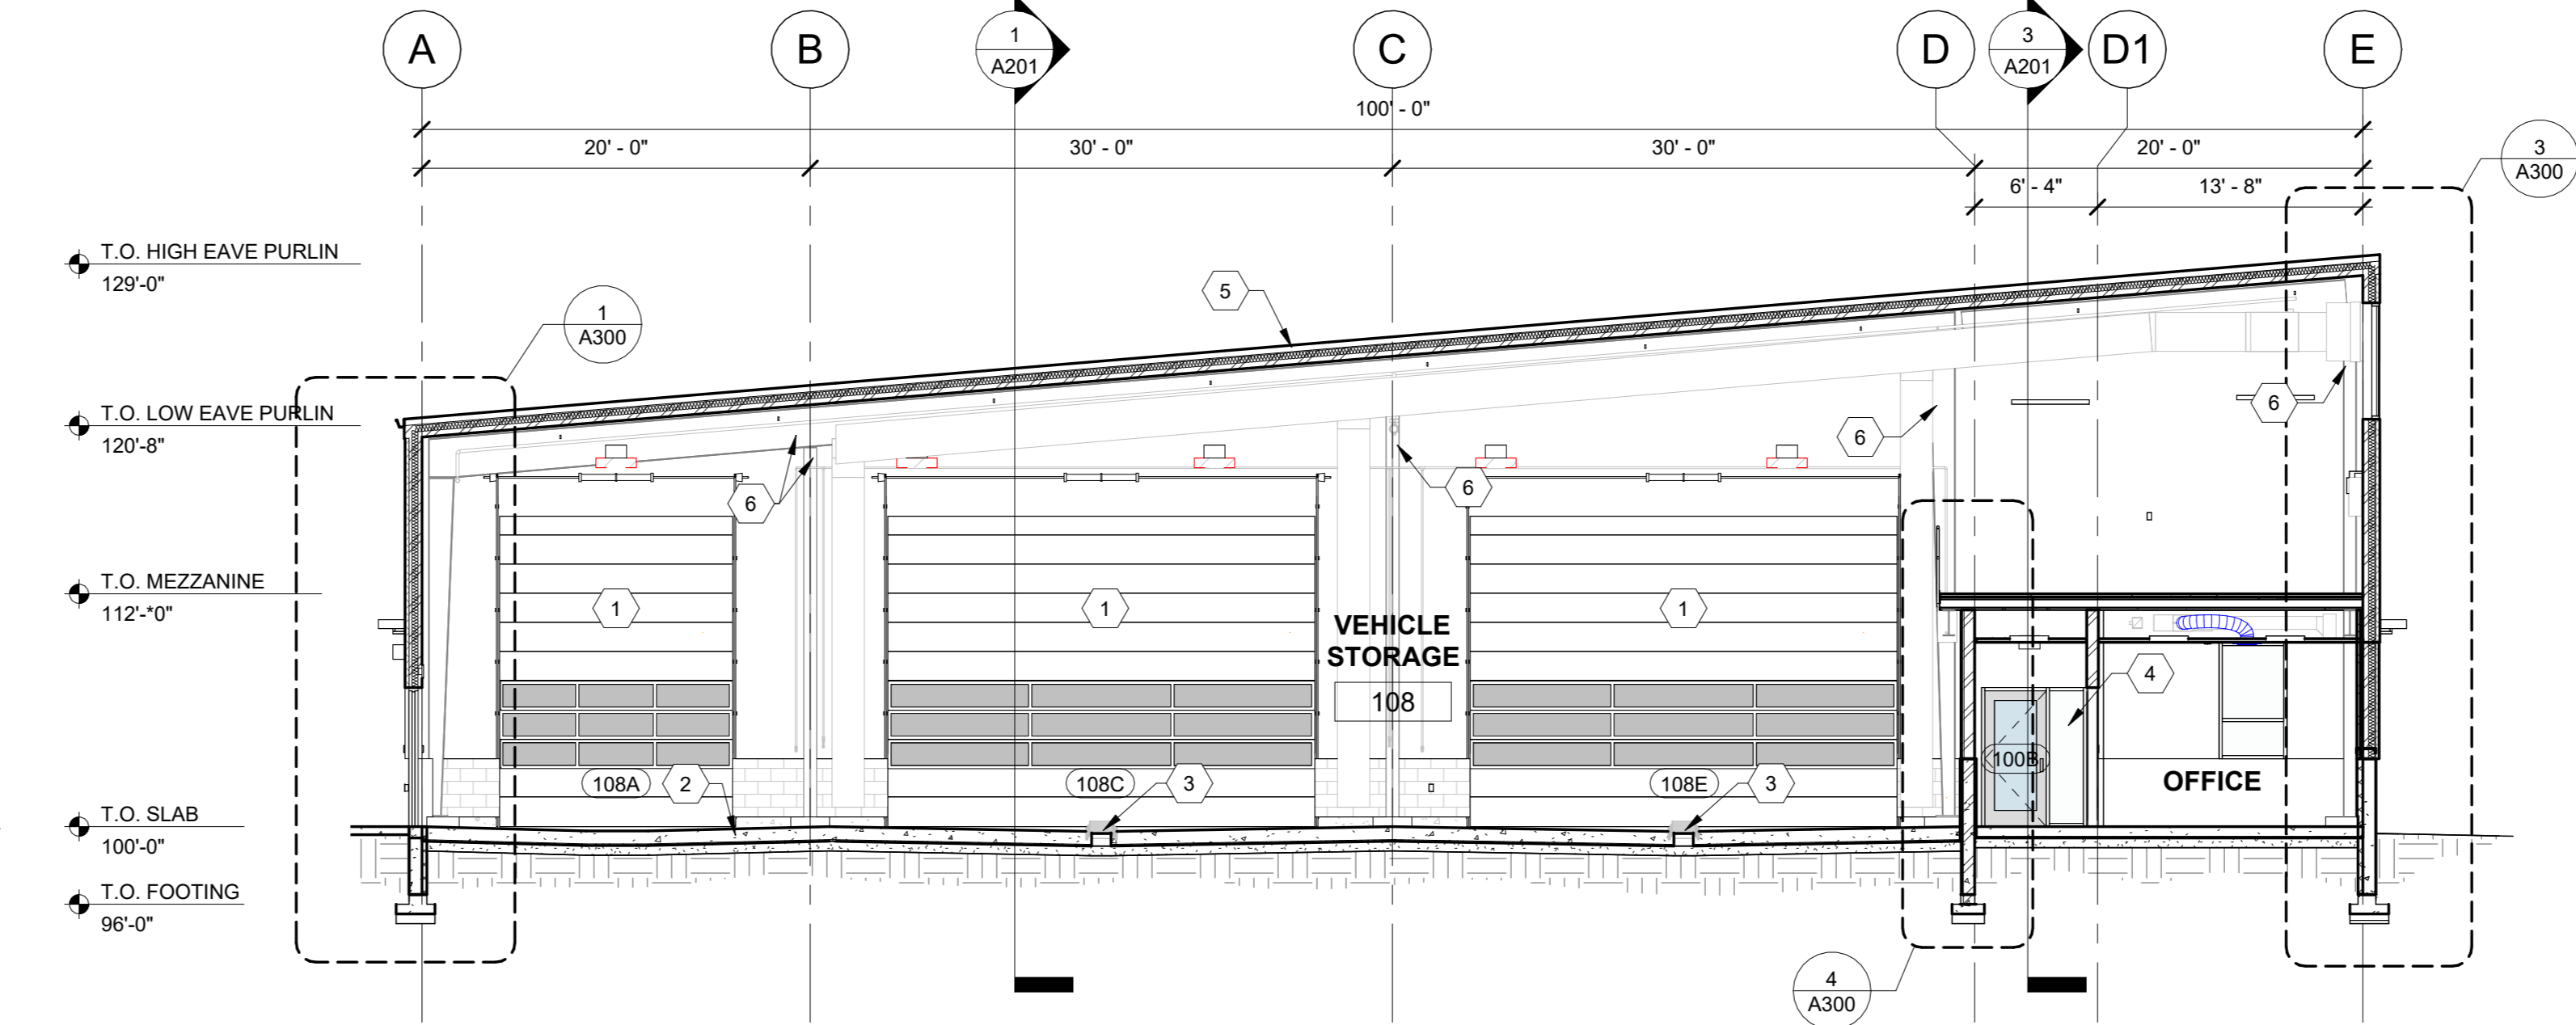 A
B
1
A201
C
D
3
A201
D1
E
100' - 0"
20' - 0"
30' - 0"
30' - 0"
20' - 0"
6' - 4"
13' - 8"
3
A300
T.O. HIGH EAVE PURLIN
129'-0"
5
1
A300
T.O. LOW EAVE PURLIN
120'-8"
6
6
6
6
T.O. MEZZANINE
112'-*0"
1
1
1
VEHICLE
STORAGE
108
4
100B
OFFICE
108A
2
108C
3
108E
3
T.O. SLAB
100'-0"
T.O. FOOTING
96'-0"
4
A300